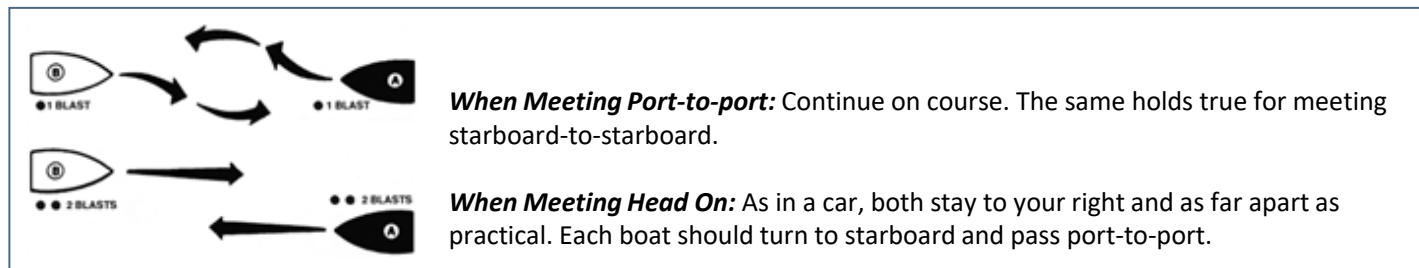 B
A
● 1 BLAST
● 1 BLAST
B
● ● 2 BLASTS
● ● 2 BLASTS
A
When Meeting Port-to-port: Continue on course. The same holds true for meeting
starboard-to-starboard.
When Meeting Head On: As in a car, both stay to your right and as far apart as
practical. Each boat should turn to starboard and pass port-to-port.